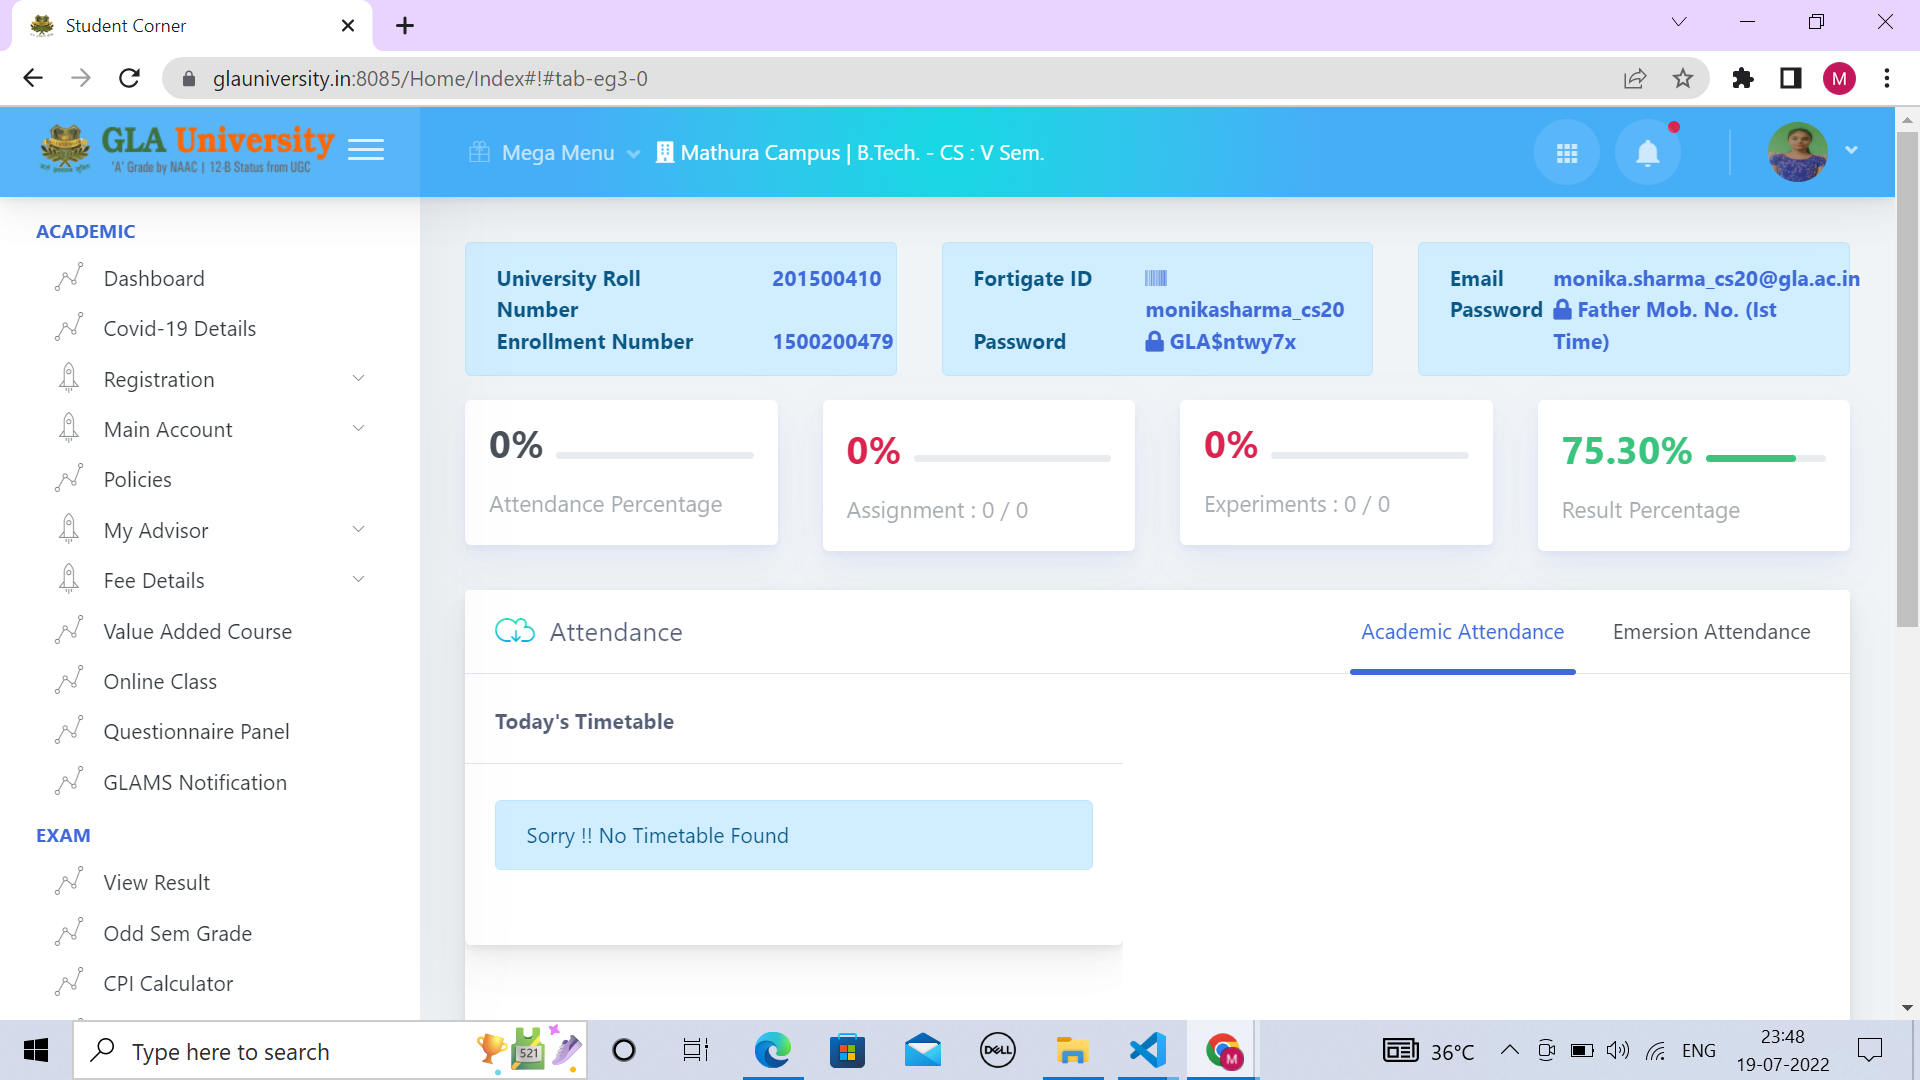 Student Corner
glauniversity.in:8085/Home/Index#!#tab-eg3-0
M
GLA University
'A' Grade by NAAC | 12-B Status from UGC
Mega Menu
Mathura Campus | B.Tech. - CS : V Sem.
ACADEMIC
Dashboard
Covid-19 Details
Registration
Main Account
Policies
My Advisor
Fee Details
Value Added Course
Online Class
Questionnaire Panel
GLAMS Notification
EXAM
View Result
Odd Sem Grade
CPI Calculator
University Roll Number 201500410
Enrollment Number 1500200479
Fortigate ID monikasharma_cs20
Password GLA$ntwy7x
Email monika.sharma_cs20@gla.ac.in
Password Father Mob. No. (Ist Time)
0%
Attendance Percentage
0%
Assignment : 0 / 0
0%
Experiments : 0 / 0
75.30%
Result Percentage
Attendance
Academic Attendance
Emersion Attendance
Today's Timetable
Sorry !! No Timetable Found
Type here to search
521
DELL
M
36°C
ENG
23:48
19-07-2022